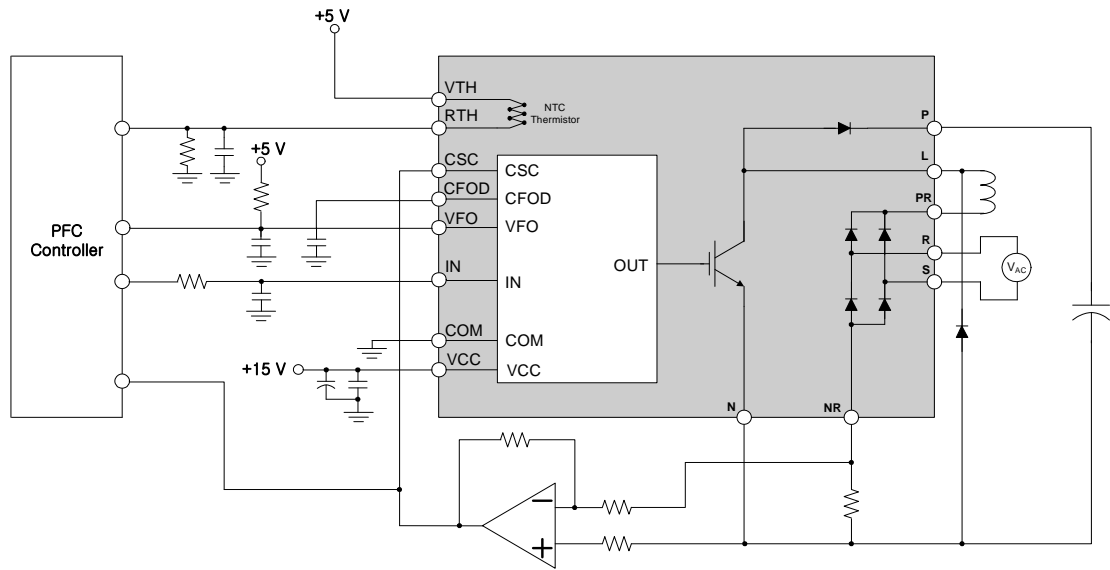 +5 V
VTH
RTH
NTC
Thermistor
P
CSC
CSC
L
+5 V
CFOD
CFOD
VFO
VFO
PR
PFC
Controller
R
IN
IN
OUT
S
VAC
COM
COM
+15 V
VCC
VCC
N
NR
−
+